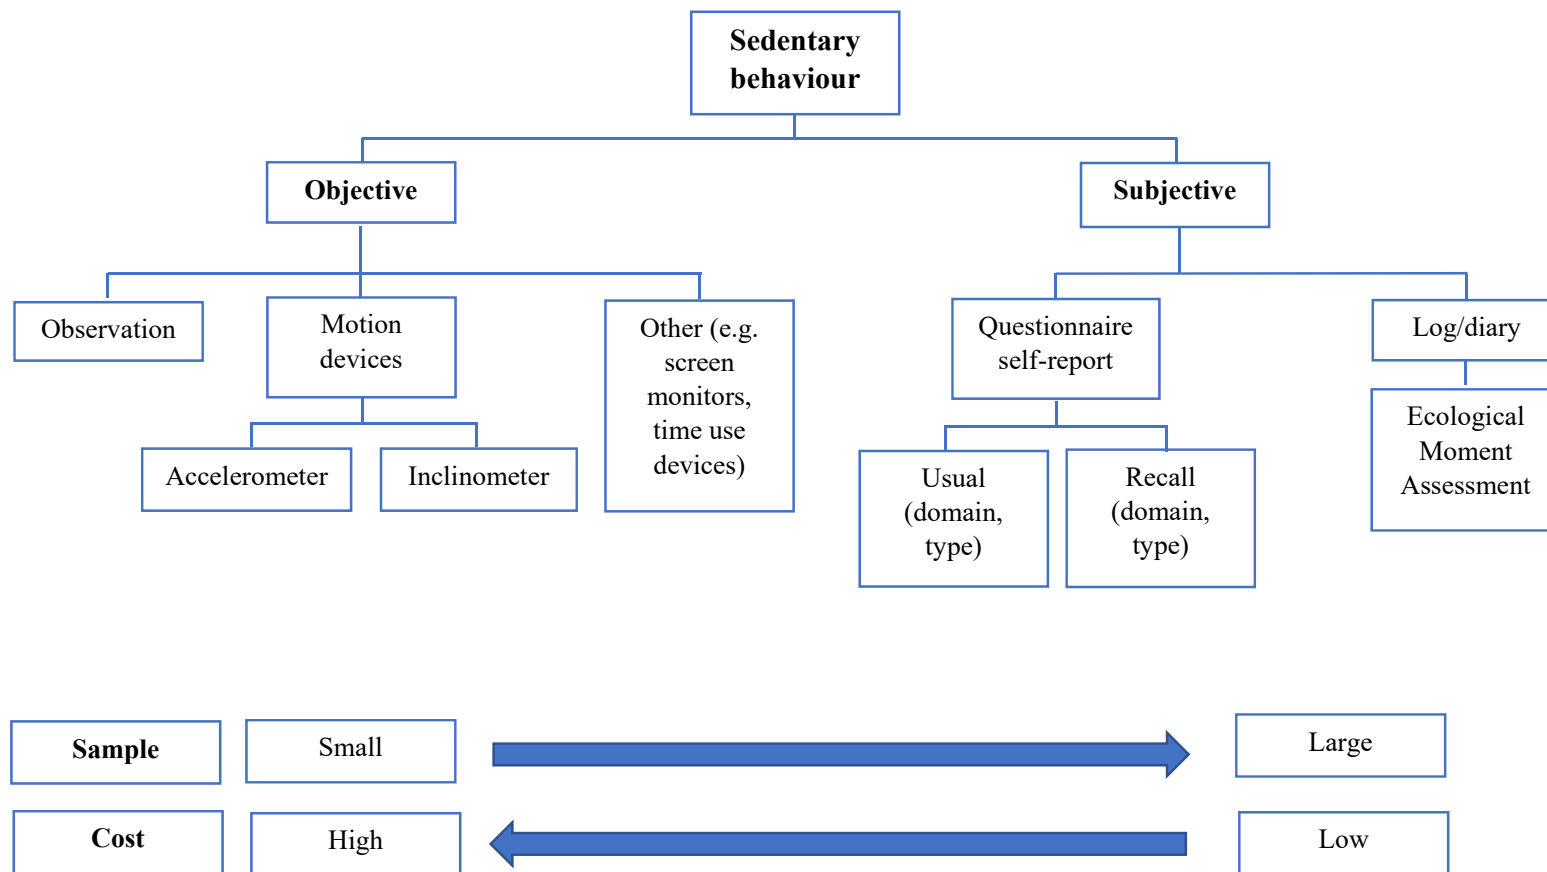 Sedentary
behaviour
Objective
Subjective
Observation
Motion
devices
Other (e.g.
screen
monitors,
time use
devices)
Questionnaire
self-report
Log/diary
Accelerometer
Inclinometer
Usual
(domain,
type)
Recall
(domain,
type)
Ecological
Moment
Assessment
Sample
Small
Large
Cost
High
Low